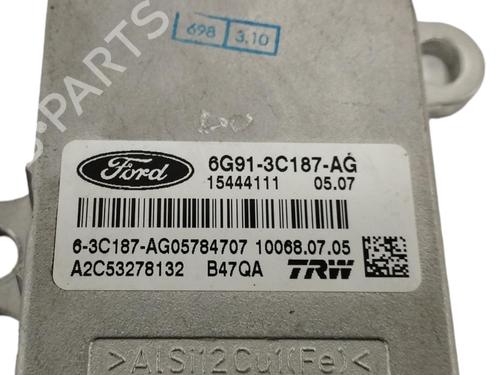 698 3.10
B-PARTS
Ford 6G91-3C187-AG
15444111 05.07
6-3C187-AG05784707 10068.07.05
A2C53278132 B47QA TRW
>AlSi12Cu1(Fe)<